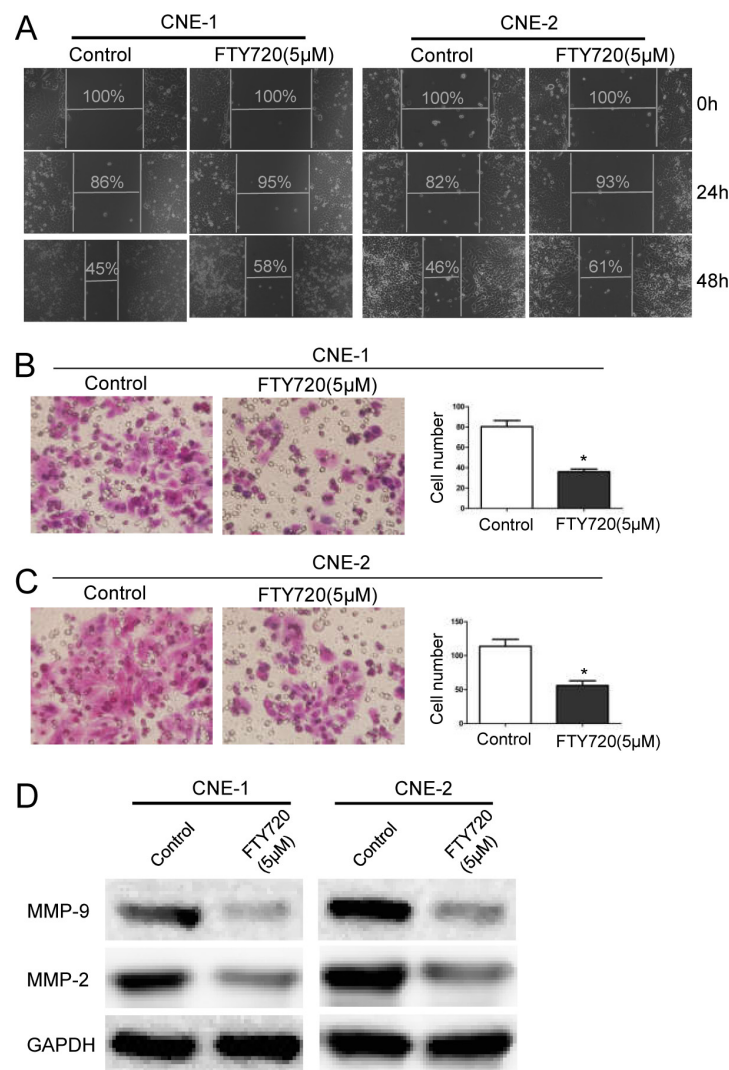 A
CNE-1
CNE-2
Control
FTY720(5μM)
Control
FTY720(5μM)
100%
100%
100%
100%
0h
86%
95%
82%
93%
24h
45%
58%
46%
61%
48h
B
CNE-1
Control
FTY720(5μM)
Cell number
100
80
60
40
20
0
*
Control
FTY720(5μM)
C
CNE-2
Control
FTY720(5μM)
Cell number
150
100
50
0
*
Control
FTY720(5μM)
D
CNE-1
CNE-2
Control
FTY720
(5μM)
Control
FTY720
(5μM)
MMP-9
MMP-2
GAPDH